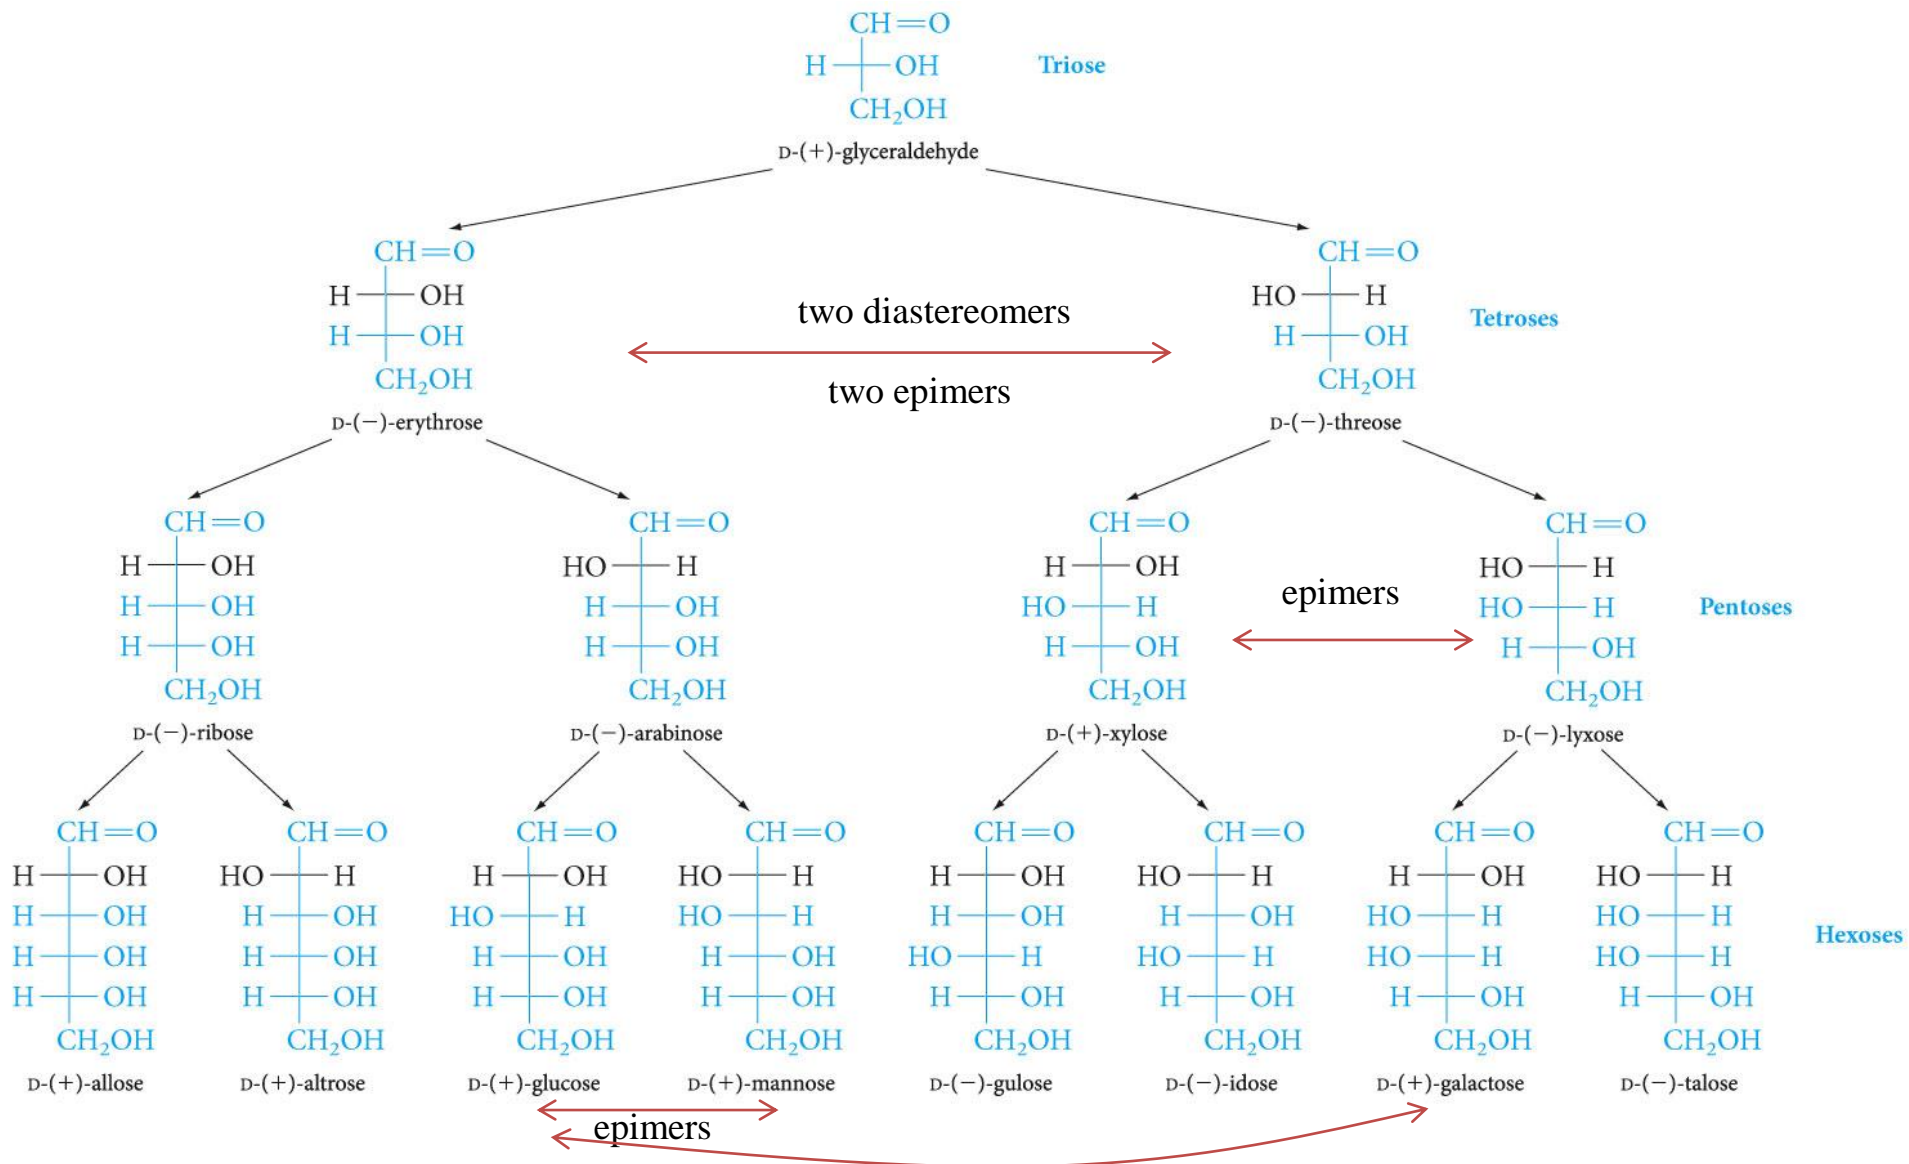 CH=O
H OH Triose
CH₂OH
D-(+)-glyceraldehyde
CH=O CH=O
H OH HO H
two diastereomers
Tetroses
H OH H OH
CH₂OH CH₂OH
two epimers
D-(−)-erythrose D-(−)-threose
CH=O CH=O CH=O CH=O
H OH HO H H OH HO H
epimers
H OH H OH HO H HO H Pentoses
H OH H OH H OH H OH
CH₂OH CH₂OH CH₂OH CH₂OH
D-(−)-ribose D-(−)-arabinose D-(+)-xylose D-(−)-lyxose
CH=O CH=O CH=O CH=O CH=O CH=O CH=O CH=O
H OH HO H H OH HO H H OH HO H H OH HO H
H OH H OH HO H HO H H OH H OH HO H HO H
Hexoses
H OH H OH H OH H OH HO H HO H HO H HO H
H OH H OH H OH H OH H OH H OH H OH H OH
CH₂OH CH₂OH CH₂OH CH₂OH CH₂OH CH₂OH CH₂OH CH₂OH
D-(+)-allose D-(+)-altrose D-(+)-glucose D-(+)-mannose D-(−)-gulose D-(−)-idose D-(+)-galactose D-(−)-talose
epimers